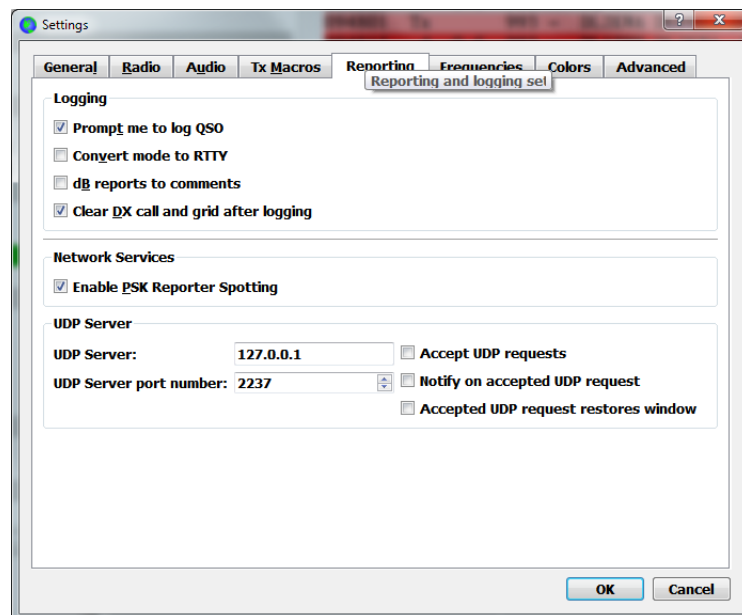 Settings
General Radio Audio Tx Macros Reporting Frequencies Colors Advanced
Reporting and logging set
Logging
Prompt me to log QSO
Convert mode to RTTY
dB reports to comments
Clear DX call and grid after logging
Network Services
Enable PSK Reporter Spotting
UDP Server
UDP Server: 127.0.0.1 Accept UDP requests
UDP Server port number: 2237 Notify on accepted UDP request
Accepted UDP request restores window
OK Cancel